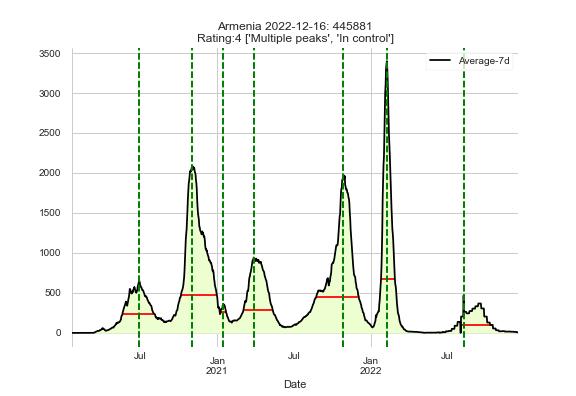 Armenia 2022-12-16: 445881
Rating:4 ['Multiple peaks', 'In control']
Average-7d
3500
3000
2500
2000
1500
1000
500
0
Jul
Jan
2021
Jul
Jan
2022
Jul
Date